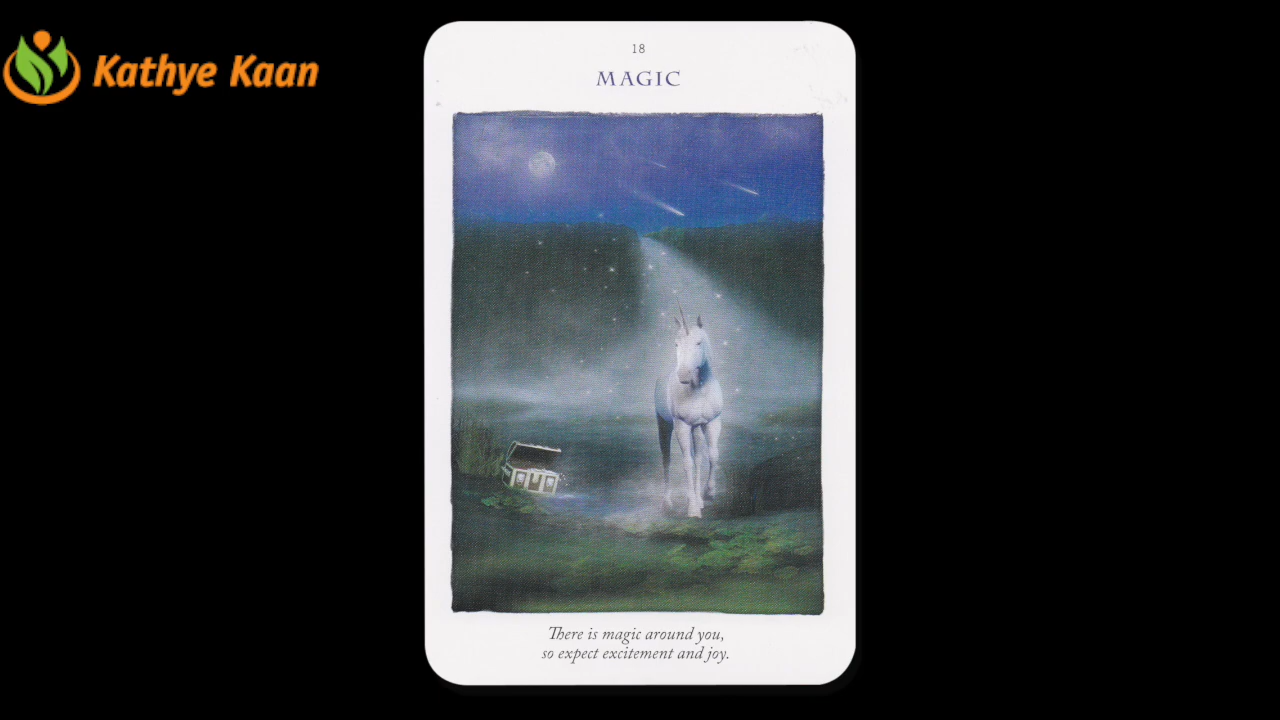 Kathye Kaan
18
MAGIC
There is magic around you,
so expect excitement and joy.